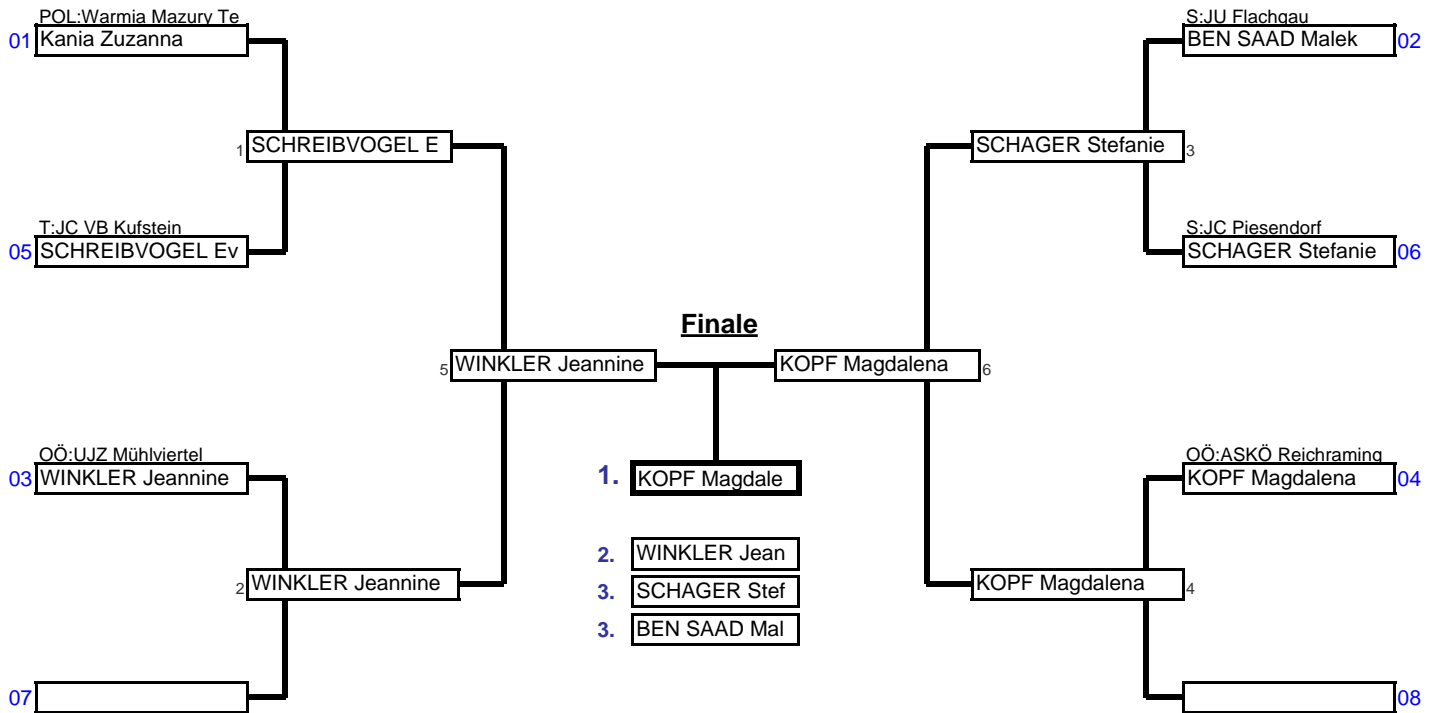 POL:Warmia Mazury Te
01 Kania Zuzanna
S:JU Flachgau
BEN SAAD Malek 02
1 SCHREIBVOGEL E
SCHAGER Stefanie 3
T:JC VB Kufstein
05 SCHREIBVOGEL Ev
S:JC Piesendorf
SCHAGER Stefanie 06
Finale
5 WINKLER Jeannine
KOPF Magdalena 6
OÖ:UJZ Mühlviertel
03 WINKLER Jeannine
1. KOPF Magdale
OÖ:ASKÖ Reichraming
KOPF Magdalena 04
2. WINKLER Jean
3. SCHAGER Stef
3. BEN SAAD Mal
2 WINKLER Jeannine
KOPF Magdalena 4
07
08